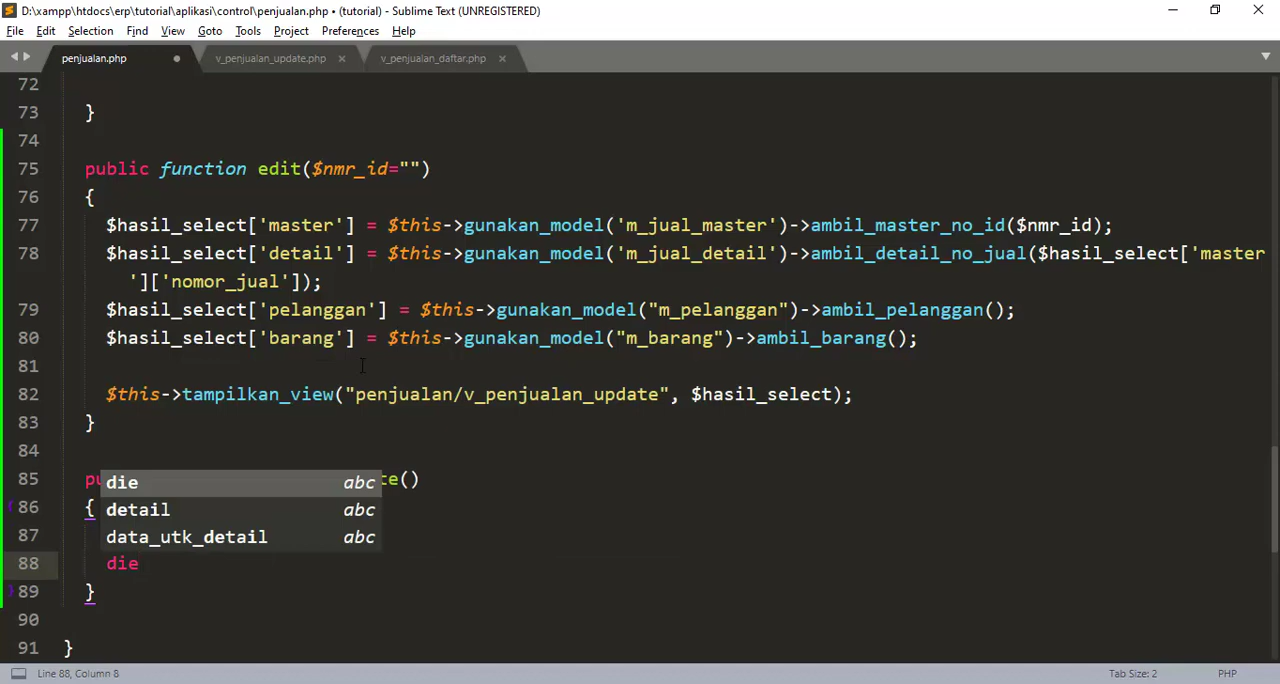 D:\xampp\htdocs\erp\tutorial\aplikasi\control\penjualan.php • (tutorial) - Sublime Text (UNREGISTERED)
File Edit Selection Find View Goto Tools Project Preferences Help
penjualan.php v_penjualan_update.php v_penjualan_daftar.php
72
73 }
74
75 public function edit($nmr_id="")
76 {
77 $hasil_select['master'] = $this->gunakan_model('m_jual_master')->ambil_master_no_id($nmr_id);
78 $hasil_select['detail'] = $this->gunakan_model('m_jual_detail')->ambil_detail_no_jual($hasil_select['master
']['nomor_jual']);
79 $hasil_select['pelanggan'] = $this->gunakan_model("m_pelanggan")->ambil_pelanggan();
80 $hasil_select['barang'] = $this->gunakan_model("m_barang")->ambil_barang();
81
82 $this->tampilkan_view("penjualan/v_penjualan_update", $hasil_select);
83 }
84
85 te()
die abc
86 {
detail abc
87
data_utk_detail abc
88 die
89 }
90
91 }
Line 88, Column 8 Tab Size: 2 PHP